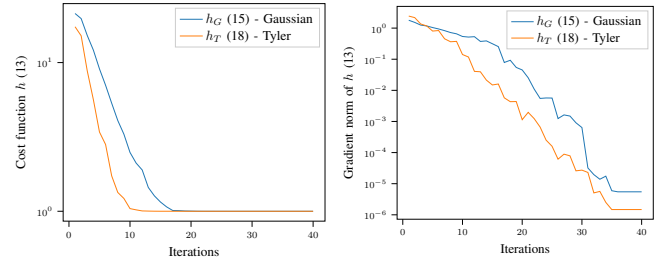 h_G (15) - Gaussian
h_T (18) - Tyler
Cost function h (13)
10^1
10^0
0
10
20
30
40
Iterations
h_G (15) - Gaussian
h_T (18) - Tyler
Gradient norm of h (13)
10^0
10^−1
10^−2
10^−3
10^−4
10^−5
10^−6
0
10
20
30
40
Iterations